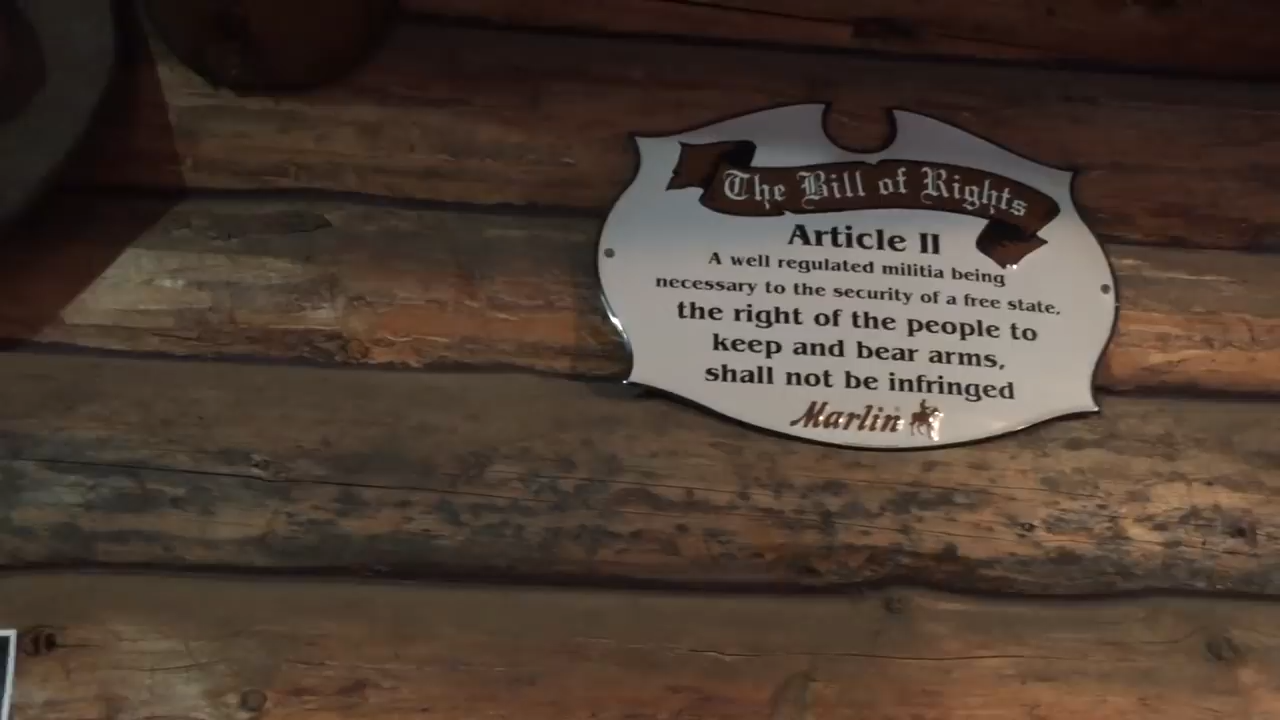 The Bill of Rights
Article II
A well regulated militia being
necessary to the security of a free state,
the right of the people to
keep and bear arms,
shall not be infringed
Marlin